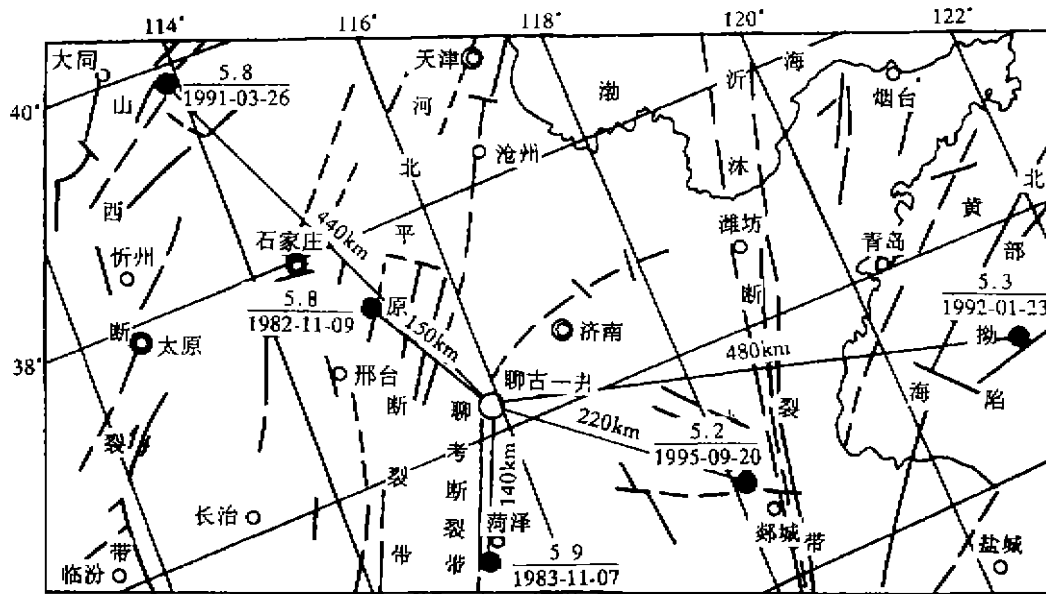 114°
116°
118°
120°
122°
大同
天津
5.8
1991-03-26
山
河
渤
沂
海
烟台
40°
北
沧州
沭
西
440km
平
潍坊
黄
北
石家庄
青岛
部
忻州
5.8
1982-11-09
原
150km
断
5.3
1992-01-23
断
太原
济南
拗
480km
38°
邢台
聊古一井
断
聊
裂
海
陷
220km
5.2
1995-09-20
裂
考
140km
裂
断
长治
裂
菏泽
郯城
带
带
带
带
盐城
临汾
5 9
1983-11-07